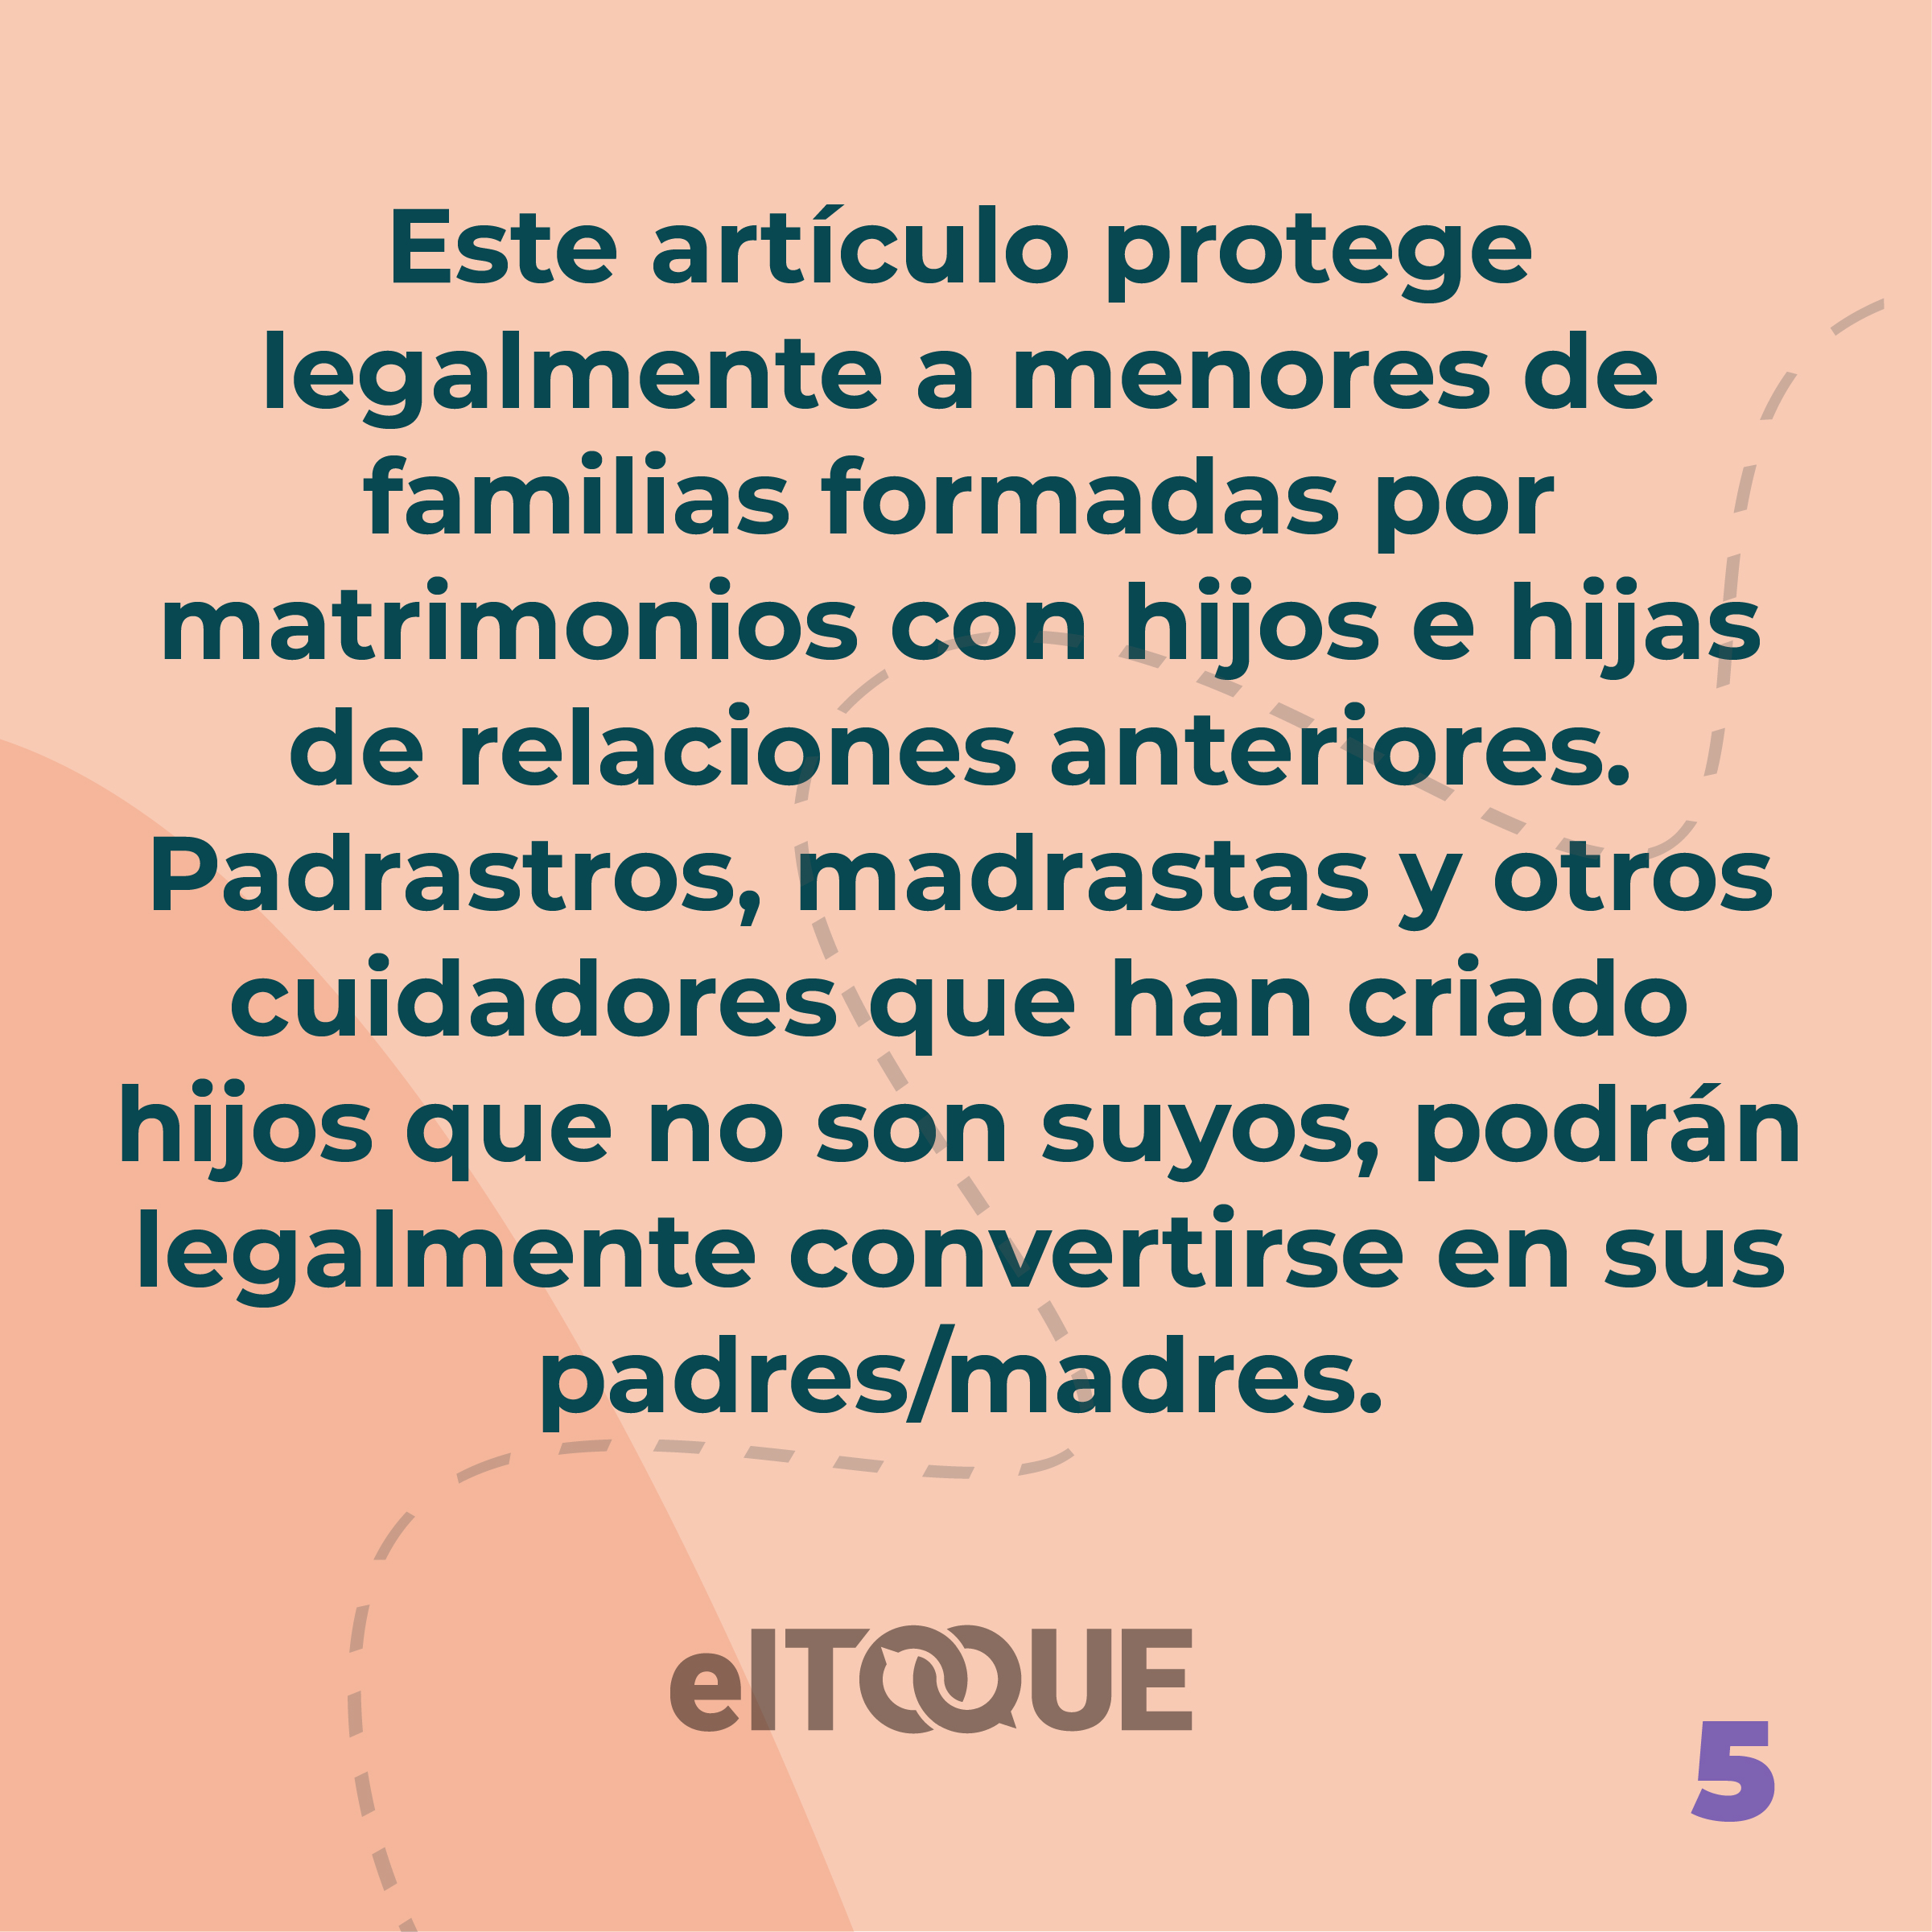 Este artículo protege
legalmente a menores de
familias formadas por
matrimonios con hijos e hijas
de relaciones anteriores.
Padrastros, madrastas y otros
cuidadores que han criado
hijos que no son suyos, podrán
legalmente convertirse en sus
padres/madres.
elTOQUE
5